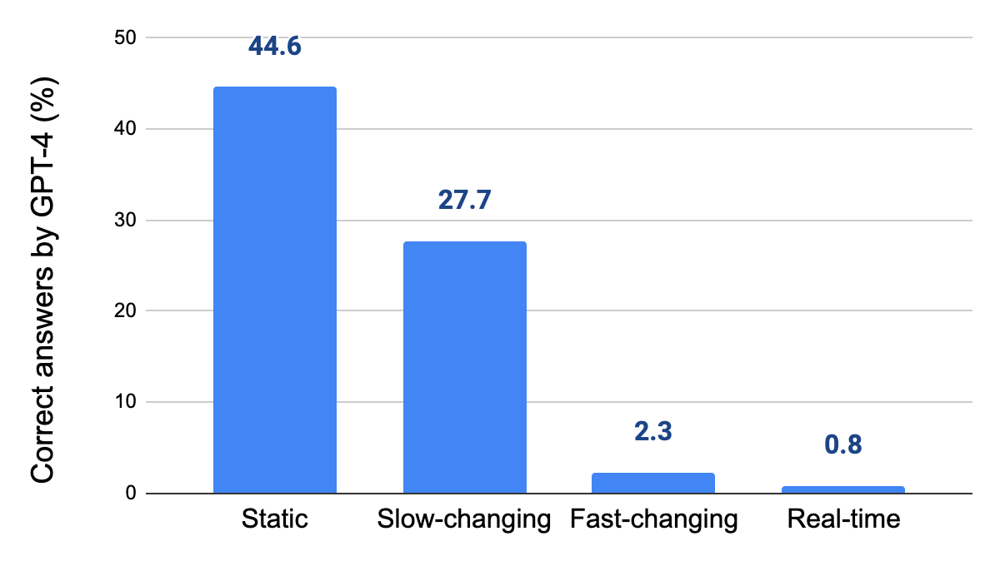 Correct answers by GPT-4 (%)
50
40
30
20
10
0
44.6
27.7
2.3
0.8
Static
Slow-changing
Fast-changing
Real-time